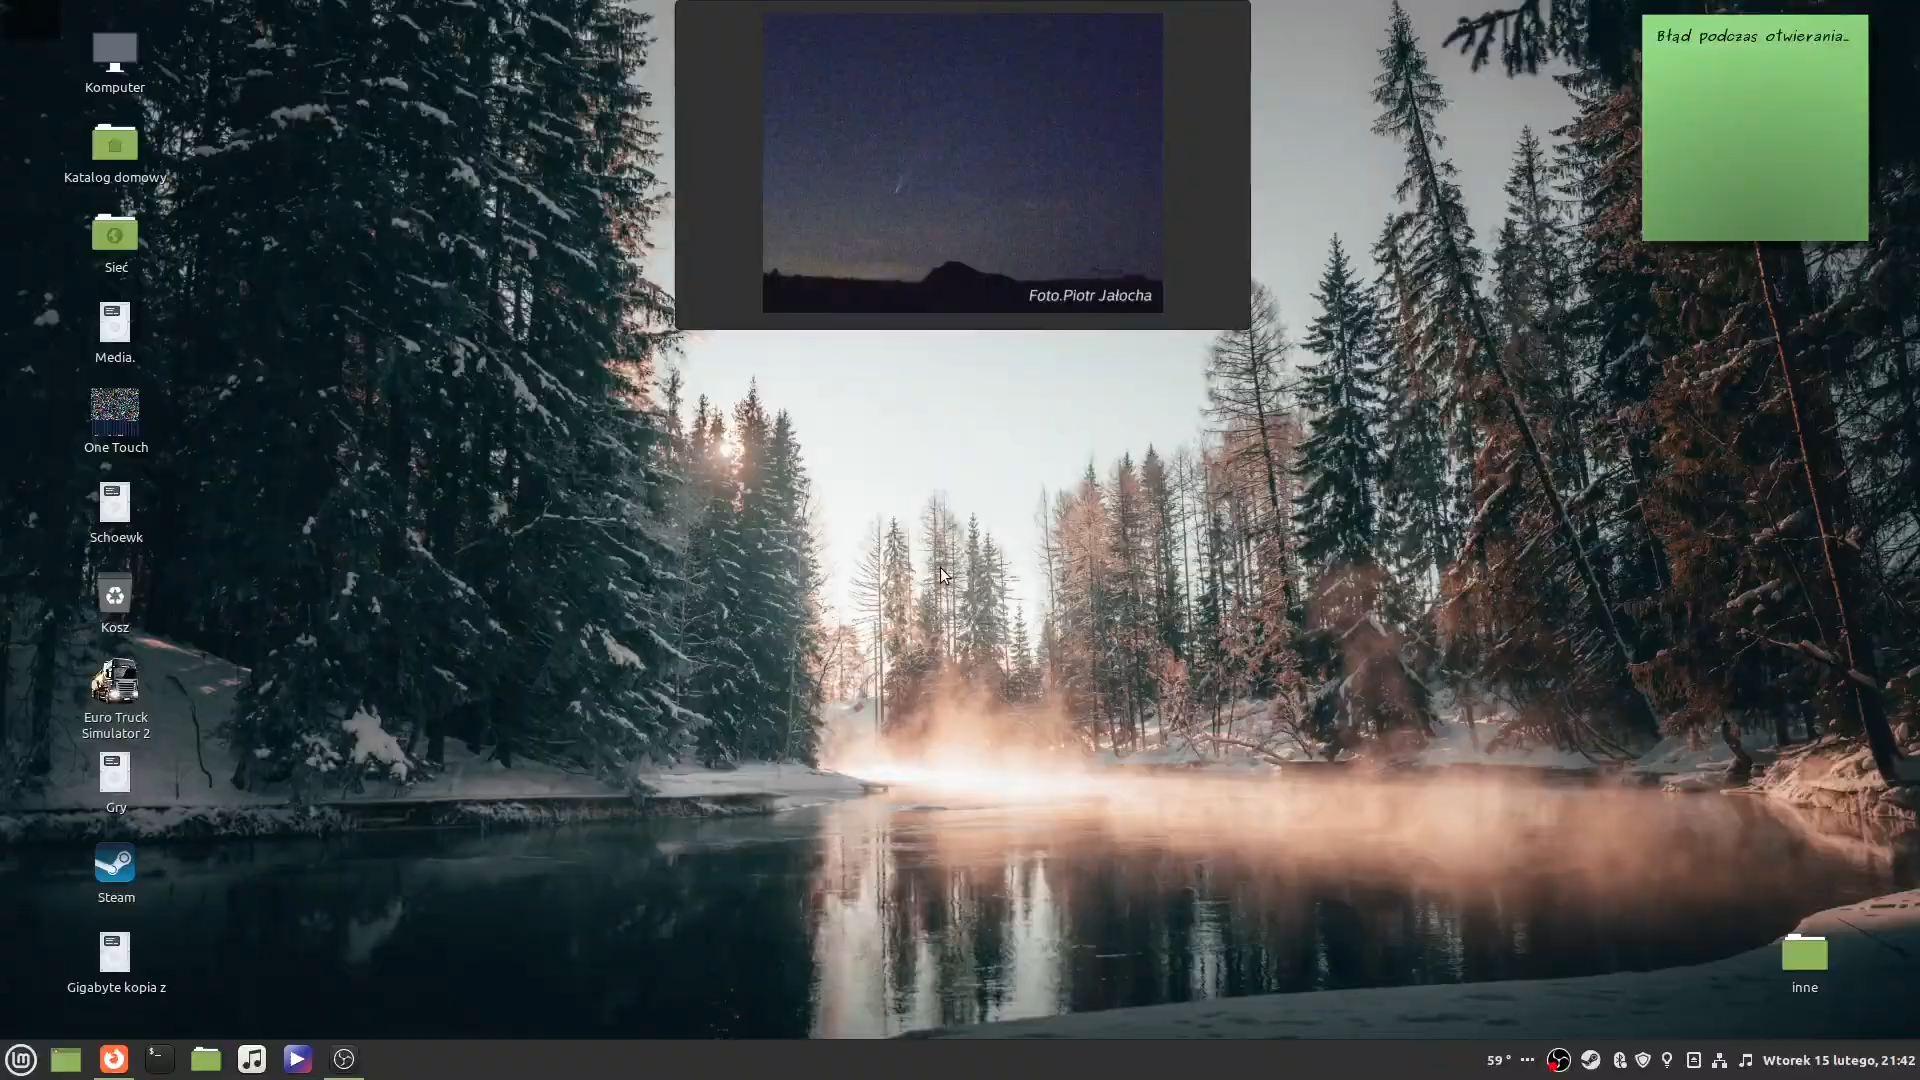 Komputer
Katalog domowy
Sieć
Media.
One Touch
Schoewk
Kosz
Euro Truck
Simulator 2
Gry
Steam
Gigabyte kopia z
Foto.Piotr Jałocha
Błąd podczas otwierania...
inne
59 °
Wtorek 15 lutego, 21:42